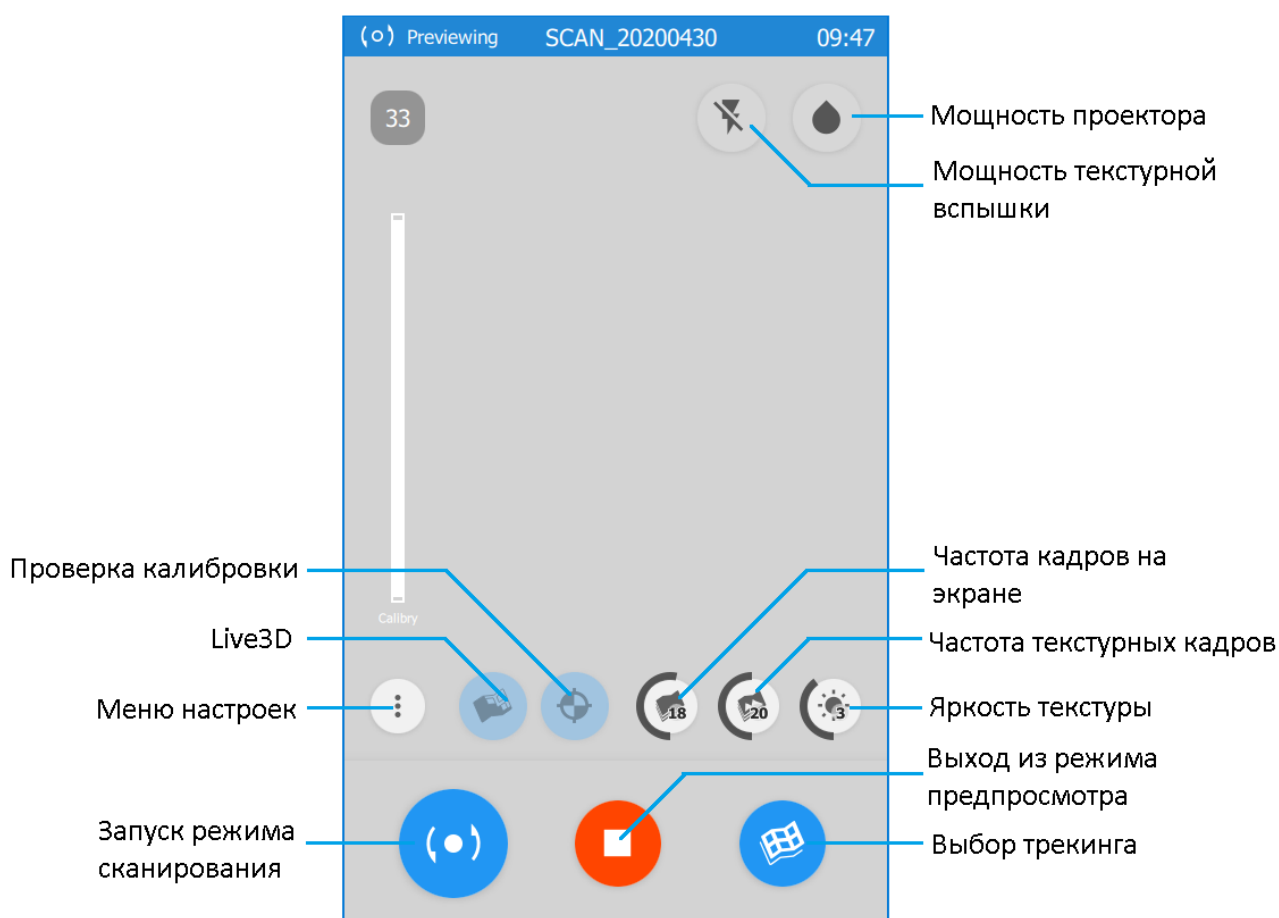 Previewing SCAN_20200430 09:47
33
Мощность проектора
Мощность текстурной
вспышки
Проверка калибровки
Частота кадров на
экране
Calibry
Live3D
Частота текстурных кадров
Меню настроек
18
20
3
Яркость текстуры
Выход из режима
предпросмотра
Запуск режима
сканирования
Выбор трекинга